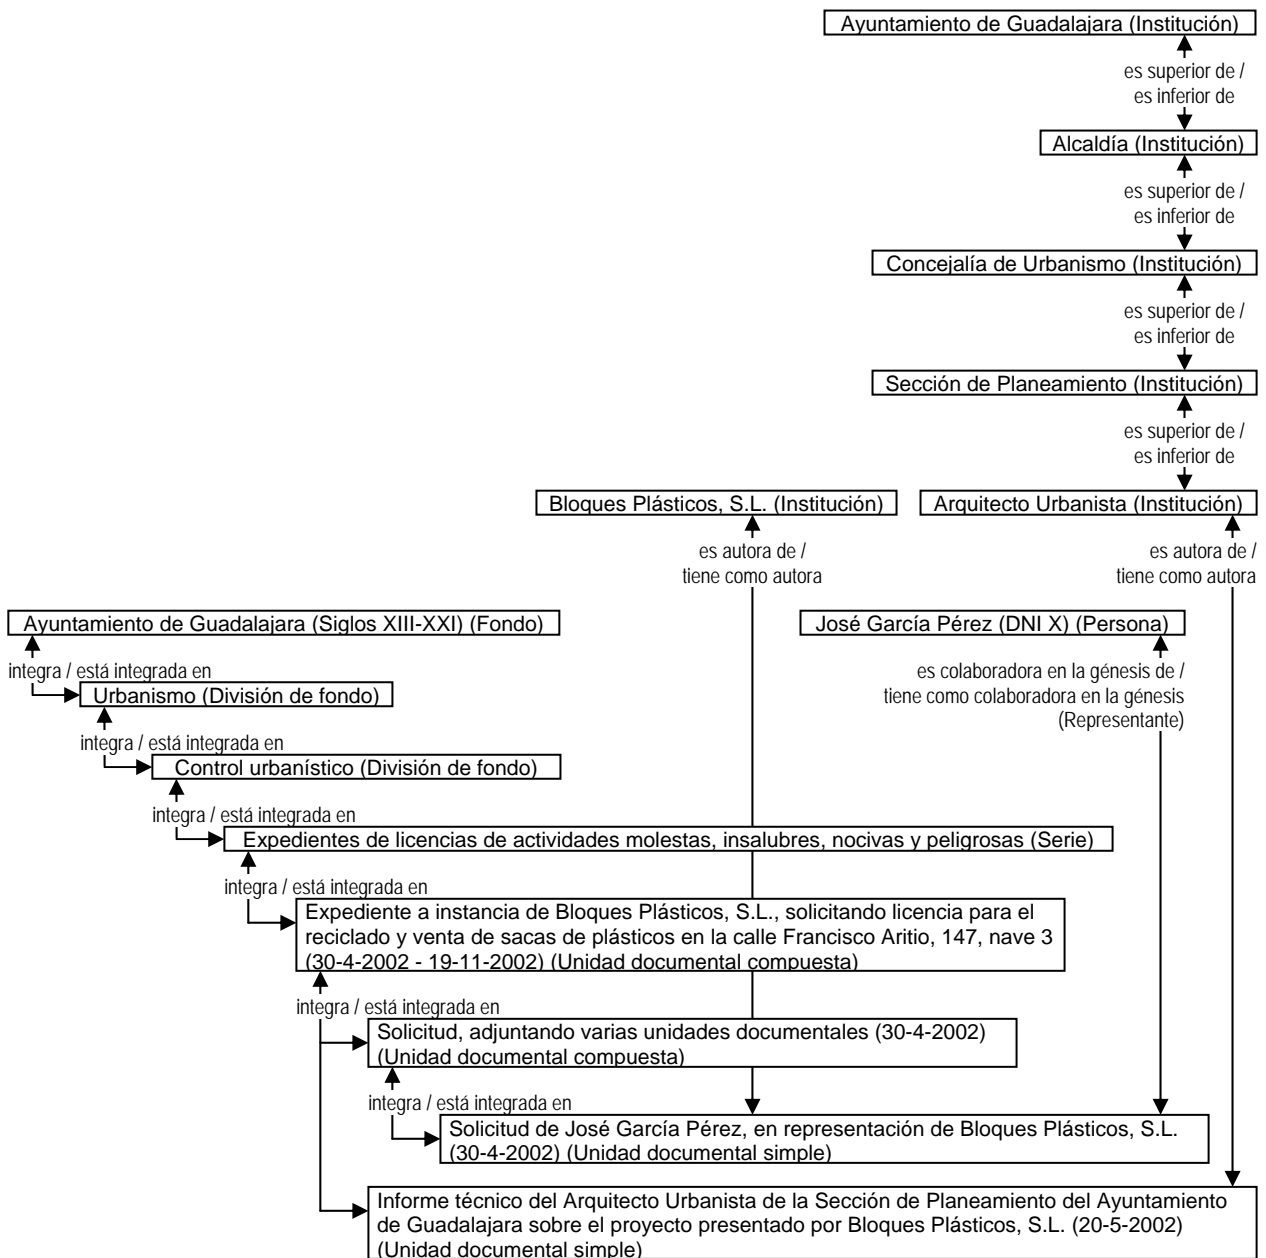 Ayuntamiento de Guadalajara (Institución)
es superior de /
es inferior de
Alcaldía (Institución)
es superior de /
es inferior de
Concejalía de Urbanismo (Institución)
es superior de /
es inferior de
Sección de Planeamiento (Institución)
es superior de /
es inferior de
Bloques Plásticos, S.L. (Institución)
Arquitecto Urbanista (Institución)
es autora de /
tiene como autora
es autora de /
tiene como autora
Ayuntamiento de Guadalajara (Siglos XIII-XXI) (Fondo)
José García Pérez (DNI X) (Persona)
integra / está integrada en
es colaboradora en la génesis de /
tiene como colaboradora en la génesis
(Representante)
Urbanismo (División de fondo)
integra / está integrada en
Control urbanístico (División de fondo)
integra / está integrada en
Expedientes de licencias de actividades molestas, insalubres, nocivas y peligrosas (Serie)
integra / está integrada en
Expediente a instancia de Bloques Plásticos, S.L., solicitando licencia para el
reciclado y venta de sacas de plásticos en la calle Francisco Aritio, 147, nave 3
(30-4-2002 - 19-11-2002) (Unidad documental compuesta)
integra / está integrada en
Solicitud, adjuntando varias unidades documentales (30-4-2002)
(Unidad documental compuesta)
integra / está integrada en
Solicitud de José García Pérez, en representación de Bloques Plásticos, S.L.
(30-4-2002) (Unidad documental simple)
Informe técnico del Arquitecto Urbanista de la Sección de Planeamiento del Ayuntamiento
de Guadalajara sobre el proyecto presentado por Bloques Plásticos, S.L. (20-5-2002)
(Unidad documental simple)